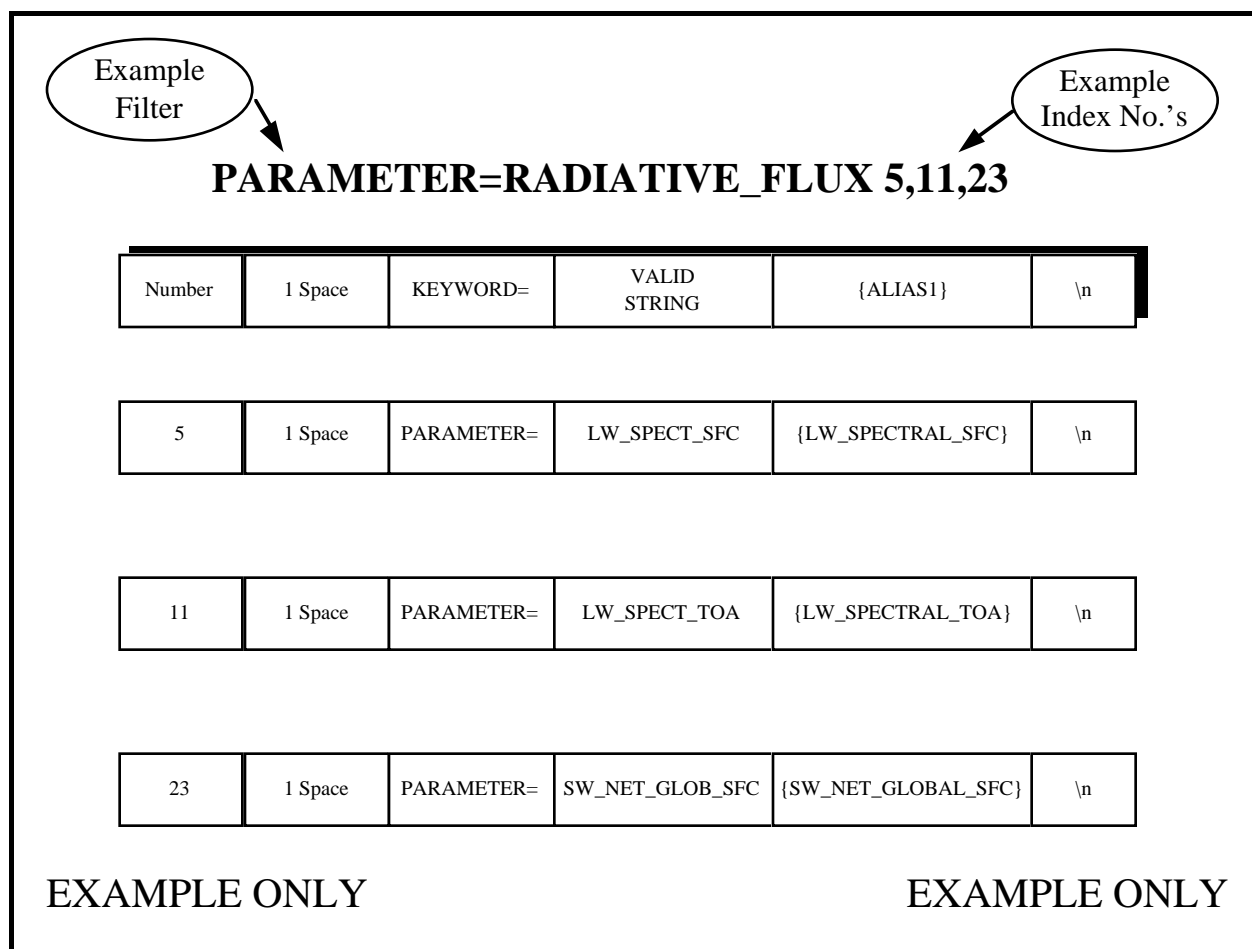 Example
Filter
Example
Index No.'s
PARAMETER=RADIATIVE_FLUX 5,11,23
Number 1 Space KEYWORD= VALID STRING {ALIAS1} \n
5 1 Space PARAMETER= LW_SPECT_SFC {LW_SPECTRAL_SFC} \n
11 1 Space PARAMETER= LW_SPECT_TOA {LW_SPECTRAL_TOA} \n
23 1 Space PARAMETER= SW_NET_GLOB_SFC {SW_NET_GLOBAL_SFC} \n
EXAMPLE ONLY EXAMPLE ONLY